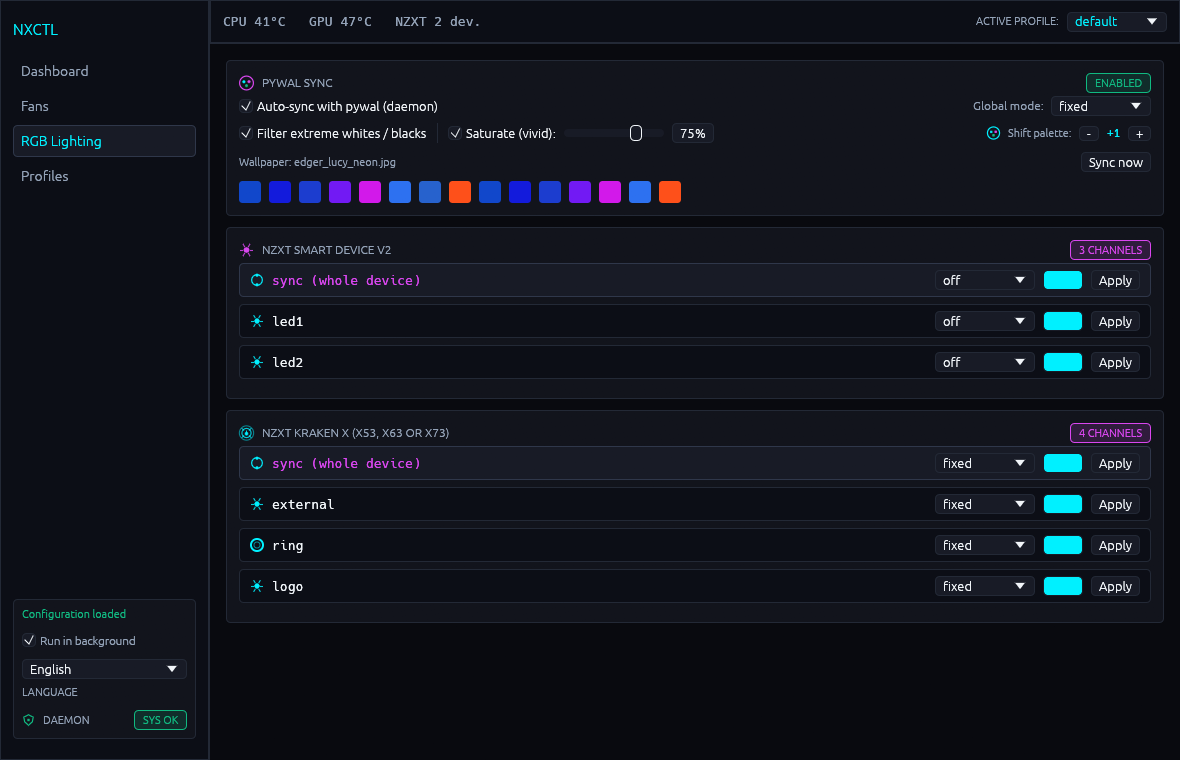 NXCTL
Dashboard
Fans
RGB Lighting
Profiles
Configuration loaded
Run in background
English
LANGUAGE
DAEMON SYS OK
CPU 41°C GPU 47°C NZXT 2 dev. ACTIVE PROFILE: default
PYWAL SYNC ENABLED
Auto-sync with pywal (daemon) Global mode: fixed
Filter extreme whites / blacks Saturate (vivid): 75% Shift palette: - +1 +
Wallpaper: edger_lucy_neon.jpg Sync now
NZXT SMART DEVICE V2 3 CHANNELS
sync (whole device) off Apply
led1 off Apply
led2 off Apply
NZXT KRAKEN X (X53, X63 OR X73) 4 CHANNELS
sync (whole device) fixed Apply
external fixed Apply
ring fixed Apply
logo fixed Apply